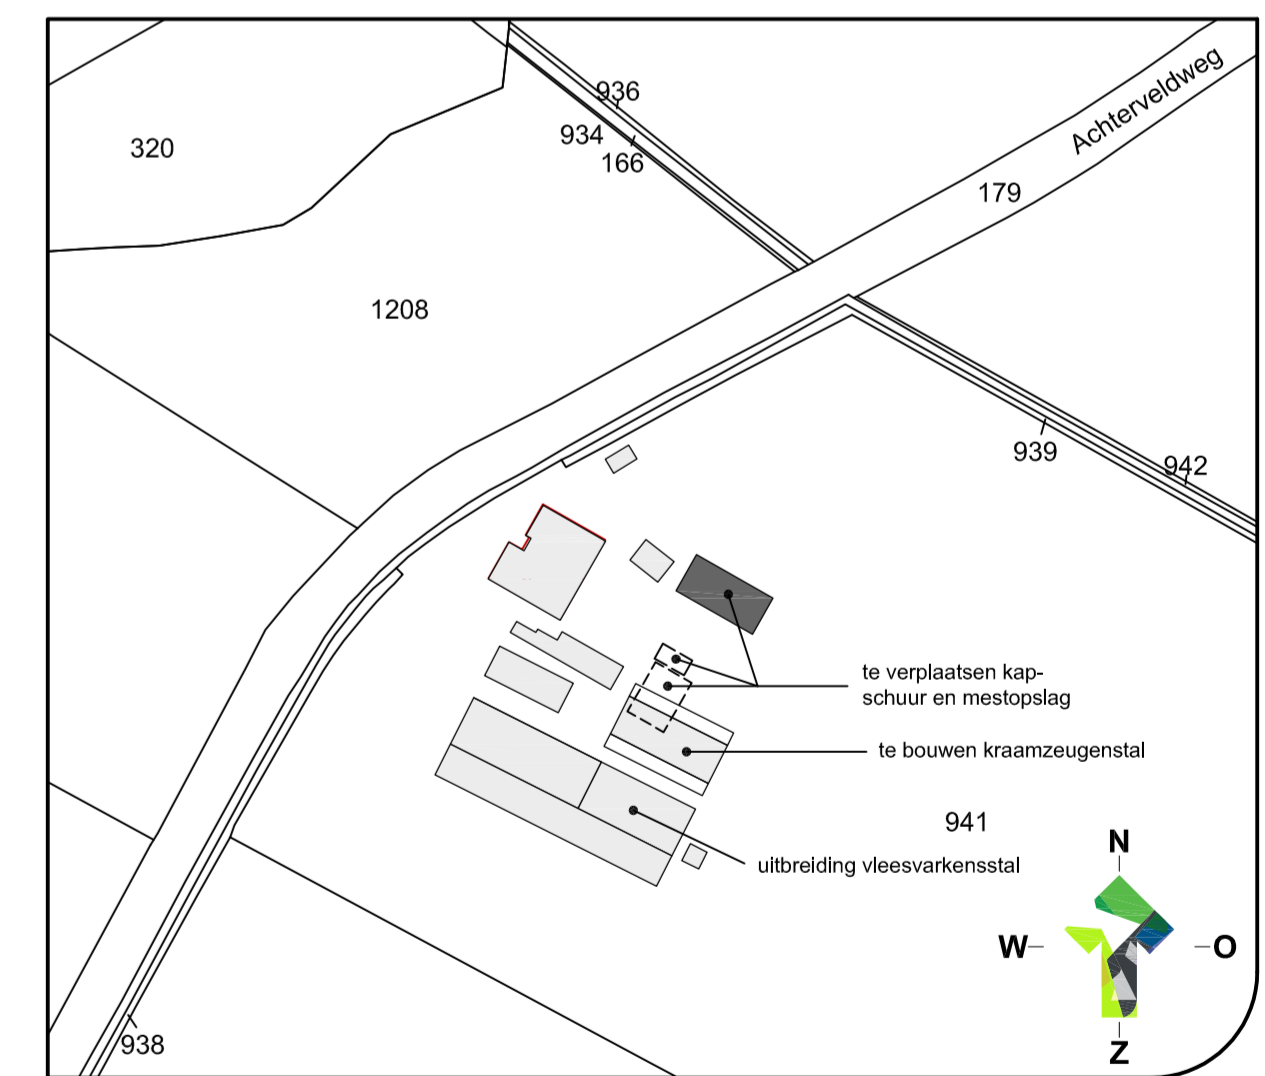 936
934
166
320
Achterveldweg
179
1208
939
942
te verplaatsen kap-
schuur en mestopslag
te bouwen kraamzeugenstal
941
uitbreiding vleesvarkensstal
N
W
O
Z
938